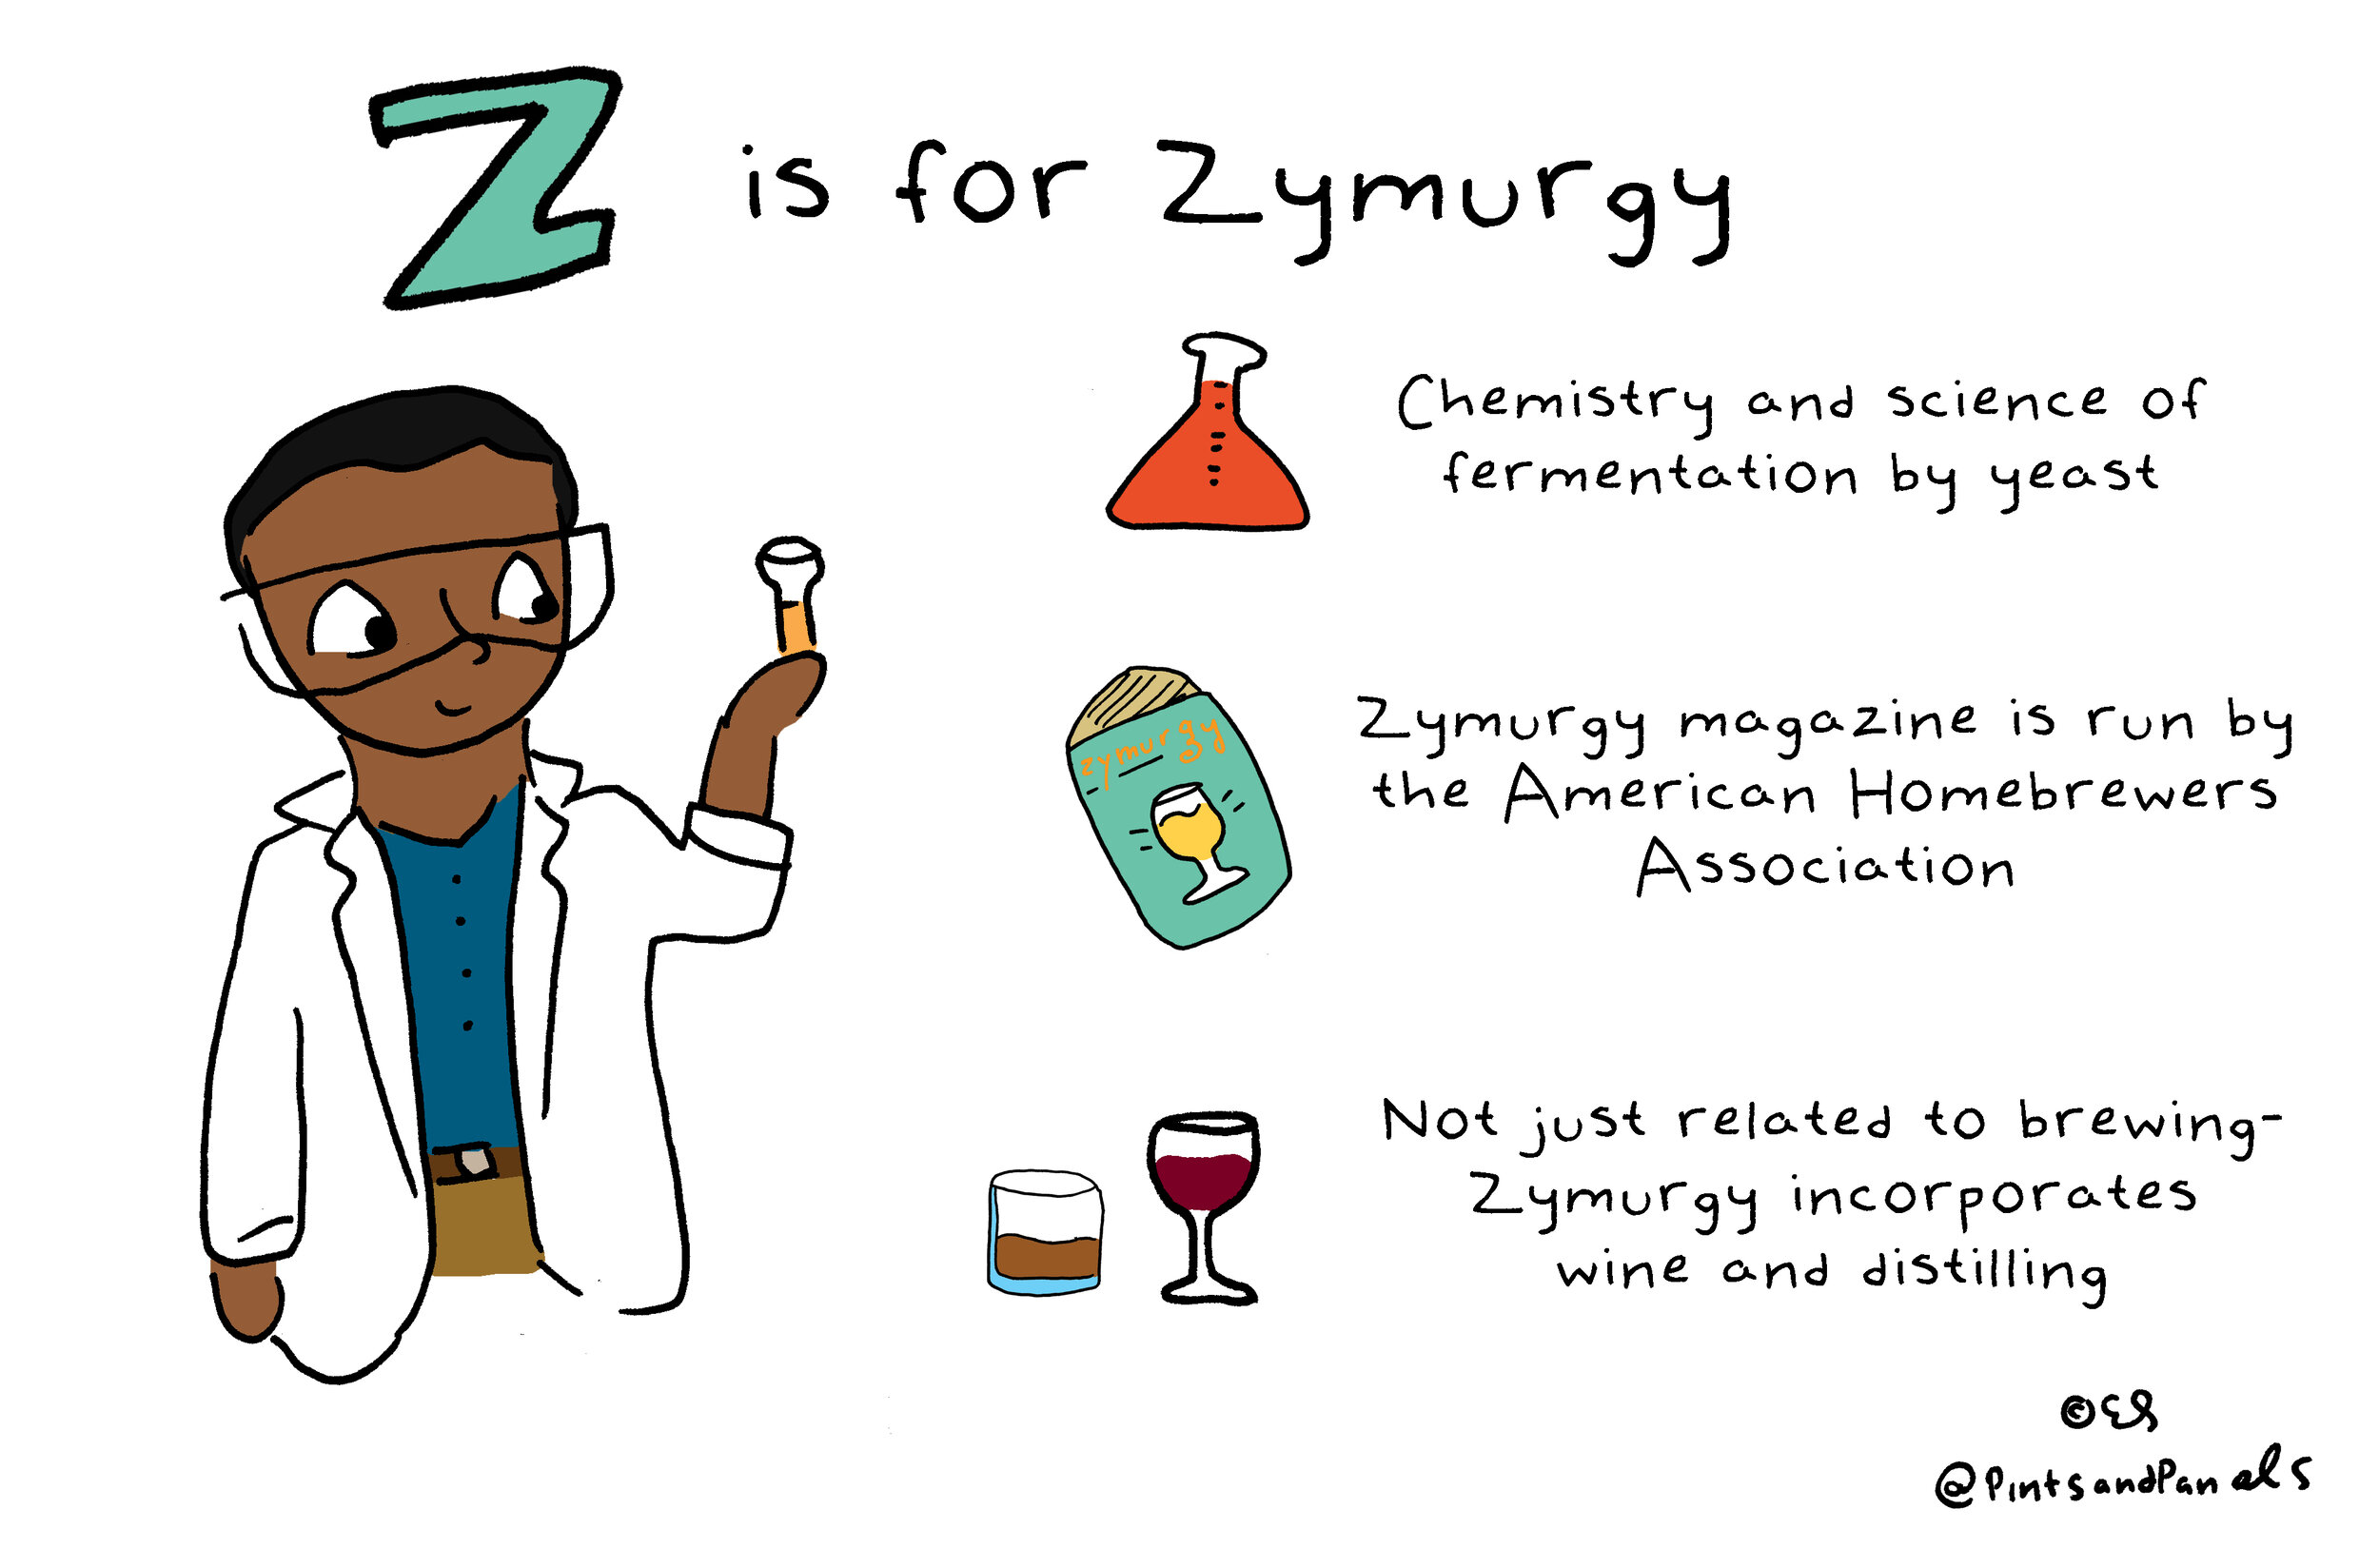 Z is for Zymurgy
Chemistry and science of
fermentation by yeast
zymurgy
Zymurgy magazine is run by
the American Homebrewers
Association
Not just related to brewing-
Zymurgy incorporates
wine and distilling
©ES
@PintsandPanels